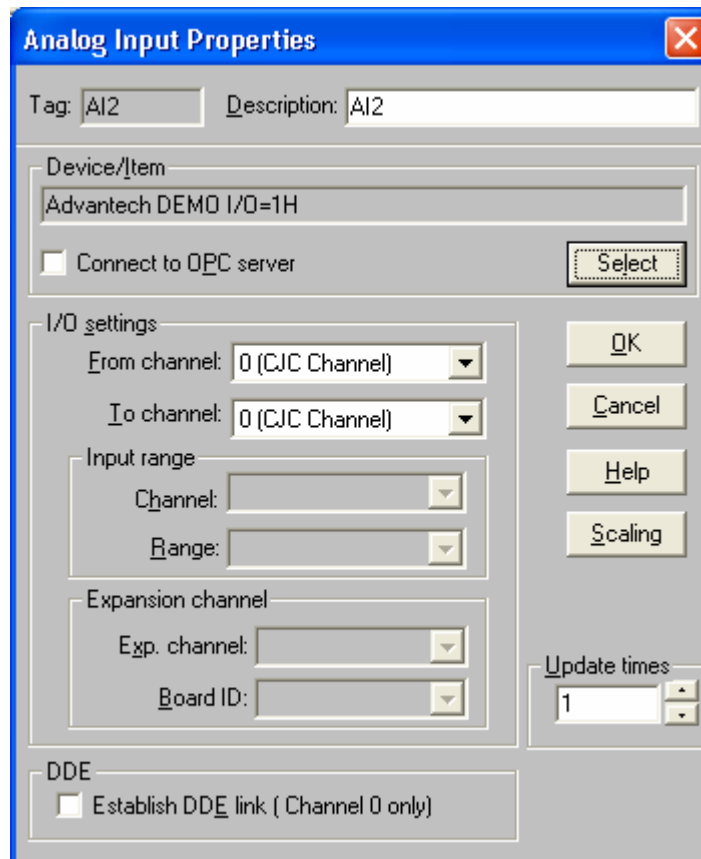 Analog Input Properties
Tag: AI2 Description: AI2
Device/Item
Advantech DEMO I/O=1H
Connect to OPC server
Select
I/O settings
From channel: 0 (CJC Channel)
To channel: 0 (CJC Channel)
Input range
Channel:
Range:
Expansion channel
Exp. channel:
Board ID:
OK
Cancel
Help
Scaling
Update times
1
DDE
Establish DDE link ( Channel 0 only)